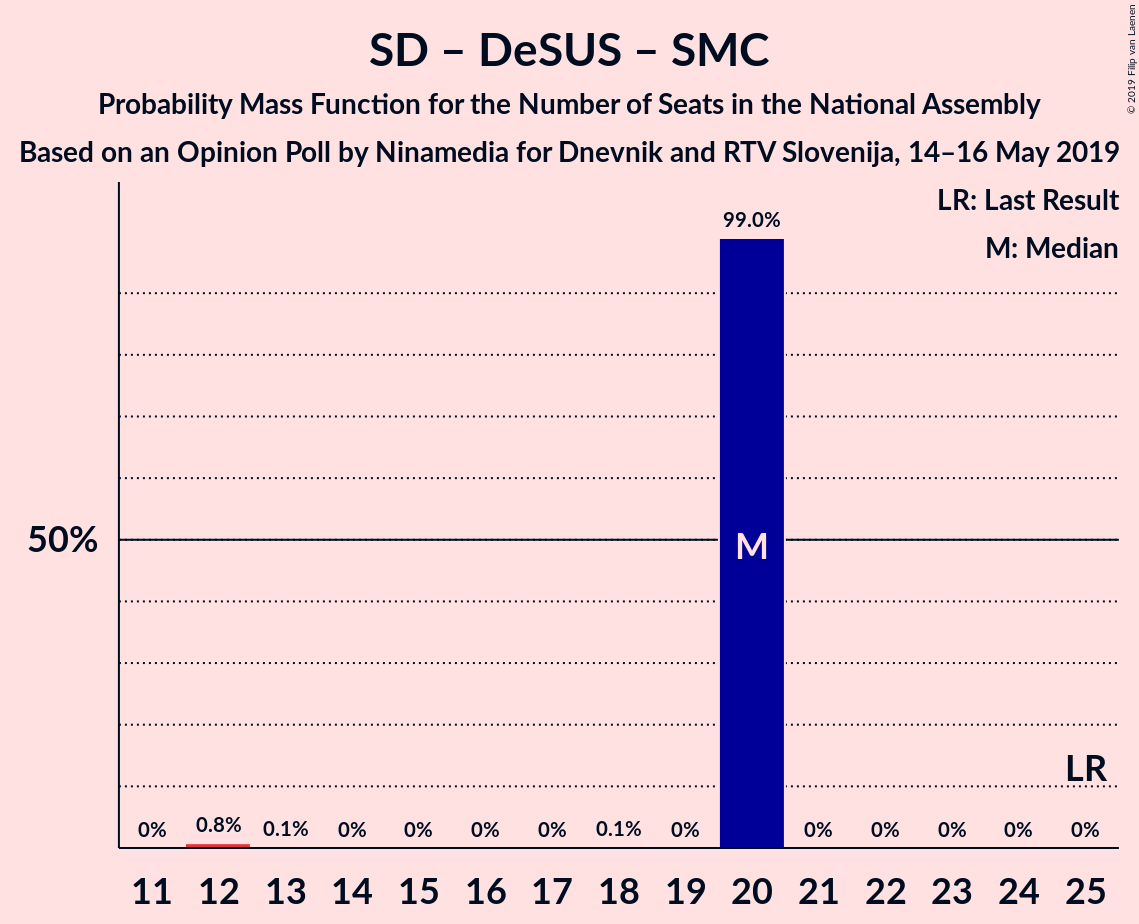 SD – DeSUS – SMC
Probability Mass Function for the Number of Seats in the National Assembly
Based on an Opinion Poll by Ninamedia for Dnevnik and RTV Slovenija, 14–16 May 2019
© 2019 Filip van Laenen
LR: Last Result
M: Median
99.0%
50%
M
LR
0% 0.8% 0.1% 0% 0% 0% 0% 0.1% 0% 0% 0% 0% 0% 0%
11 12 13 14 15 16 17 18 19 20 21 22 23 24 25